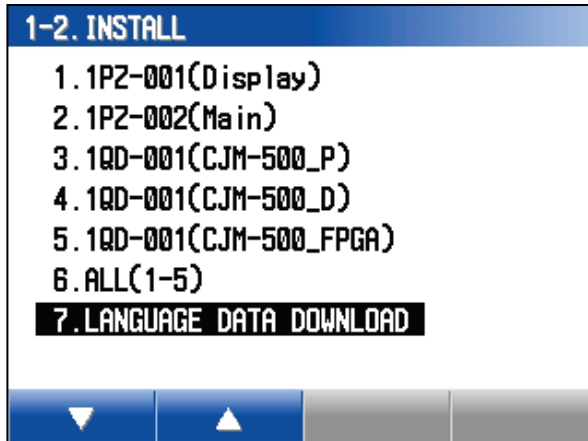 1-2.INSTALL
1.1PZ-001(Display)
2.1PZ-002(Main)
3.1QD-001(CJM-500_P)
4.1QD-001(CJM-500_D)
5.1QD-001(CJM-500_FPGA)
6.ALL(1-5)
7.LANGUAGE DATA DOWNLOAD